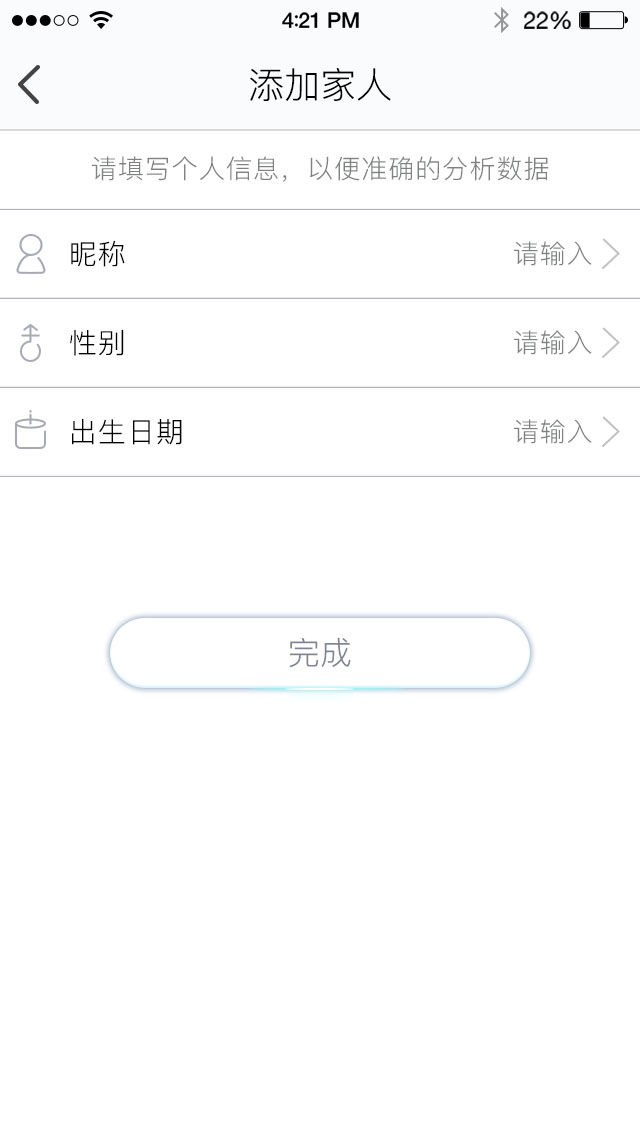 4:21 PM 22%
添加家人
请填写个人信息，以便准确的分析数据
昵称 请输入
性别 请输入
出生日期 请输入
完成